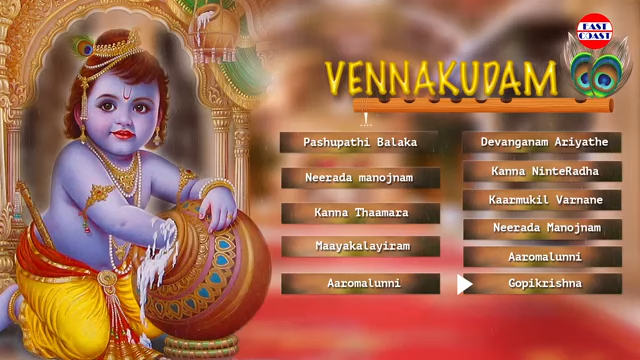 EAST
COAST
VENNAKUDAM
Pashupathi Balaka
Neerada manojnam
Kanna Thaamara
Maayakalayiram
Aaromalunni
Devanganam Ariyathe
Kanna NinteRadha
Kaarmukil Varnane
Neerada Manojnam
Aaromalunni
Gopikrishna